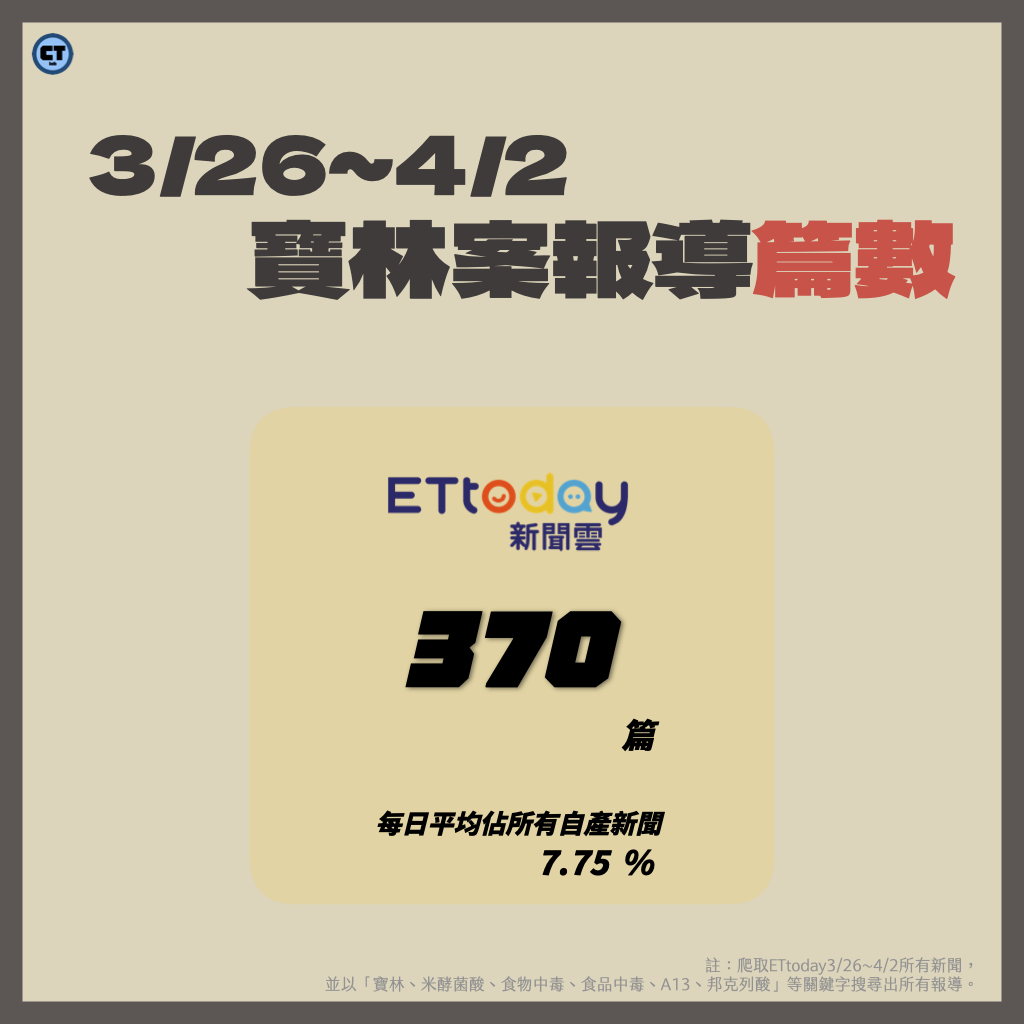 CT
3/26~4/2
寶林案報導篇數
ETtoday
新聞雲
370
篇
每日平均佔所有自產新聞
7.75 %
註：爬取ETtoday3/26~4/2所有新聞，
並以「寶林、米酵菌酸、食物中毒、食品中毒、A13、邦克列酸」等關鍵字搜尋出所有報導。